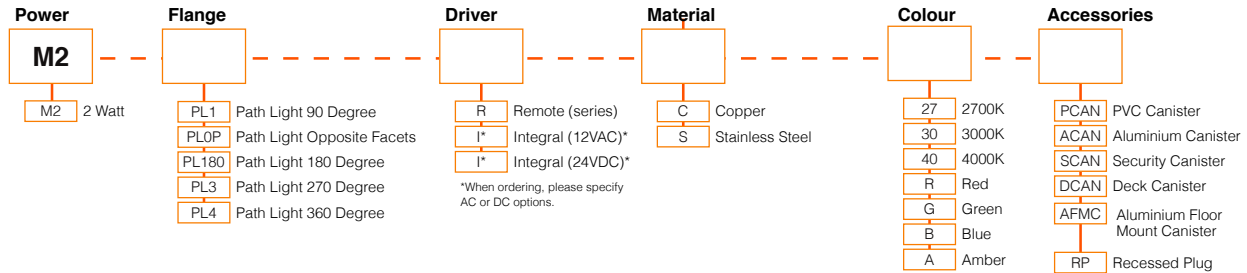 Power
M2
M2 2 Watt
Flange
PL1 Path Light 90 Degree
PL0P Path Light Opposite Facets
PL180 Path Light 180 Degree
PL3 Path Light 270 Degree
PL4 Path Light 360 Degree
Driver
R Remote (series)
I* Integral (12VAC)*
I* Integral (24VDC)*
*When ordering, please specify
AC or DC options.
Material
C Copper
S Stainless Steel
Colour
27 2700K
30 3000K
40 4000K
R Red
G Green
B Blue
A Amber
Accessories
PCAN PVC Canister
ACAN Aluminium Canister
SCAN Security Canister
DCAN Deck Canister
AFMC Aluminium Floor
Mount Canister
RP Recessed Plug